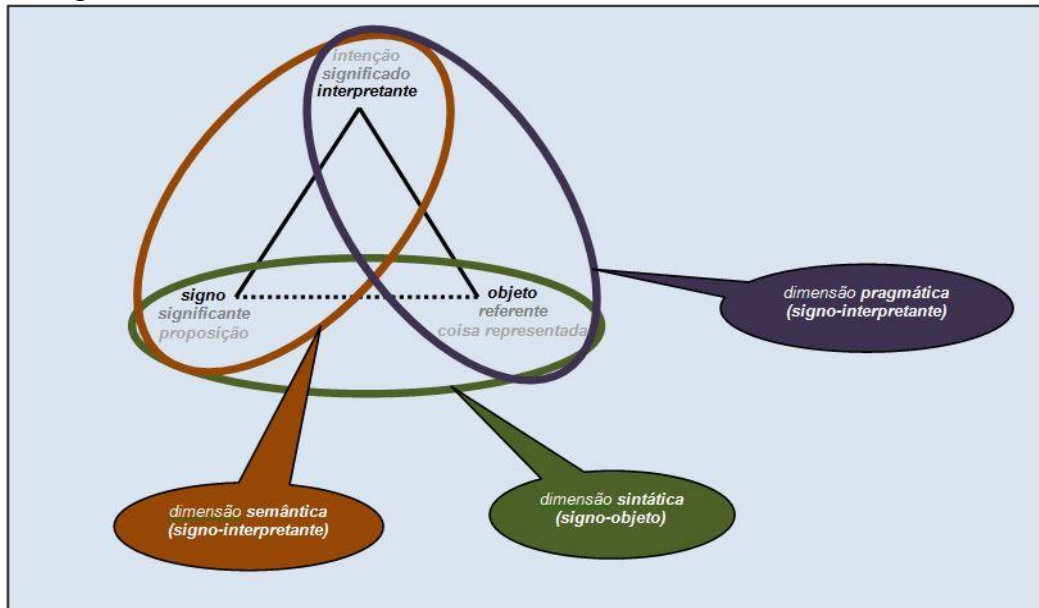 intenção
significado
interpretante
signo
significante
proposição
objeto
referente
coisa representada
dimensão pragmática
(signo-interpretante)
dimensão semântica
(signo-interpretante)
dimensão sintática
(signo-objeto)